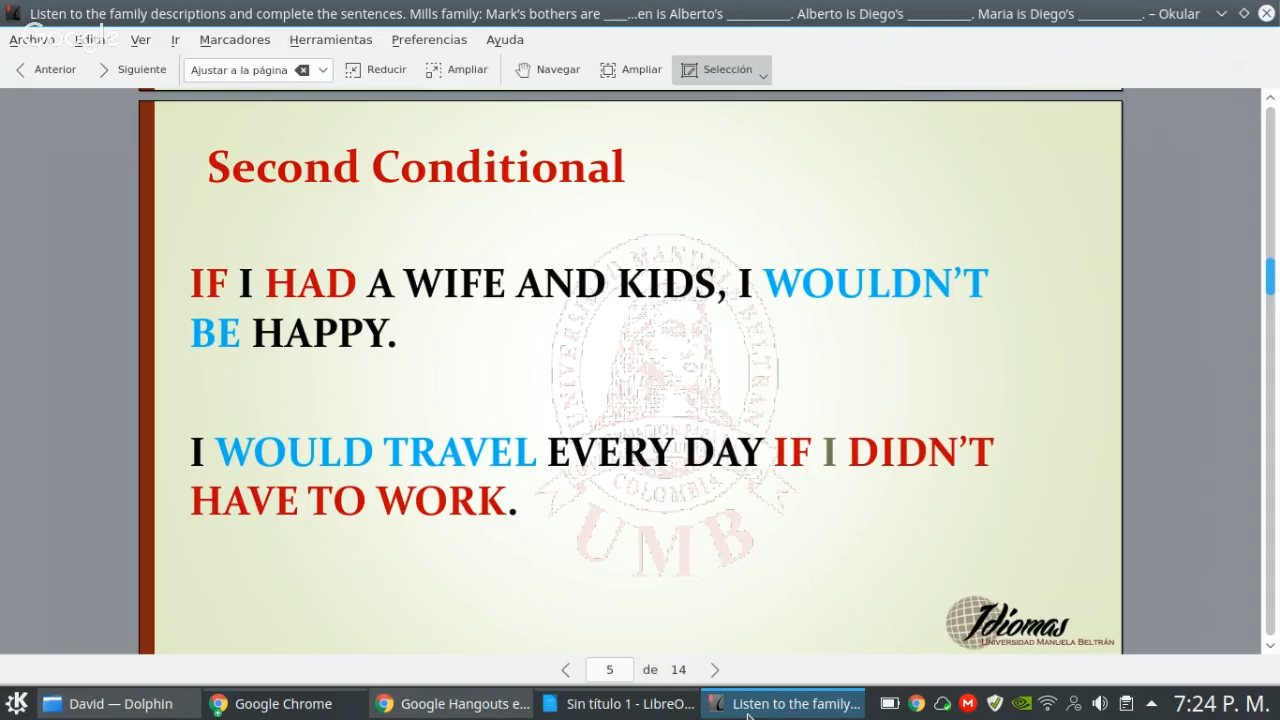 Listen to the family descriptions and complete the sentences. Mills family: Mark's bothers are ____...en is Alberto's __________. Alberto is Diego's __________. Maria is Diego's __________. – Okular
Google
Archivo Editar Ver Ir Marcadores Herramientas Preferencias Ayuda
Anterior Siguiente Ajustar a la página Reducir Ampliar Navegar Ampliar Selección
Second Conditional
IF I HAD A WIFE AND KIDS, I WOULDN'T
BE HAPPY.
I WOULD TRAVEL EVERY DAY IF I DIDN'T
HAVE TO WORK.
COLOMBIA
UMB
Idiomas
UNIVERSIDAD MANUELA BELTRÁN
5 de 14
David — Dolphin Google Chrome Google Hangouts e... Sin título 1 - LibreO... Listen to the family... 7:24 P. M.